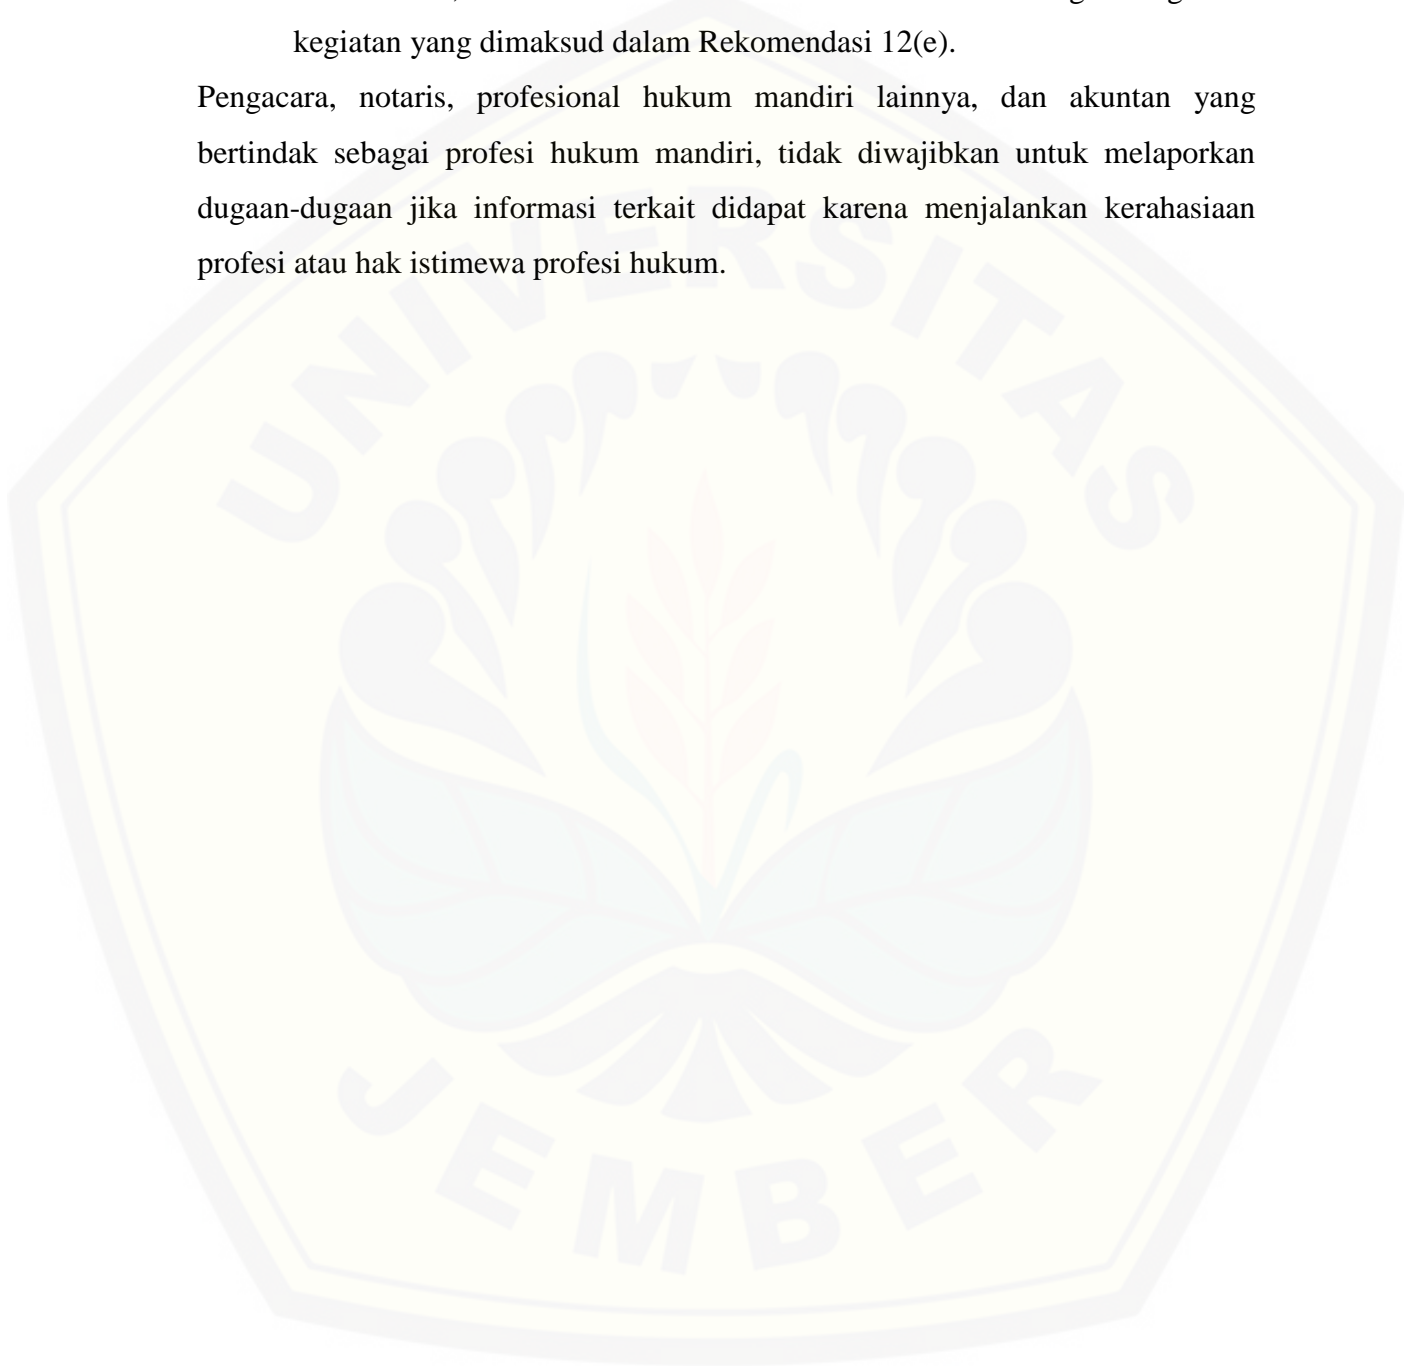 kegiatan yang dimaksud dalam Rekomendasi 12(e).
Pengacara, notaris, profesional hukum mandiri lainnya, dan akuntan yang
bertindak sebagai profesi hukum mandiri, tidak diwajibkan untuk melaporkan
dugaan-dugaan jika informasi terkait didapat karena menjalankan kerahasiaan
profesi atau hak istimewa profesi hukum.
UNIVERSITAS
JEMBER